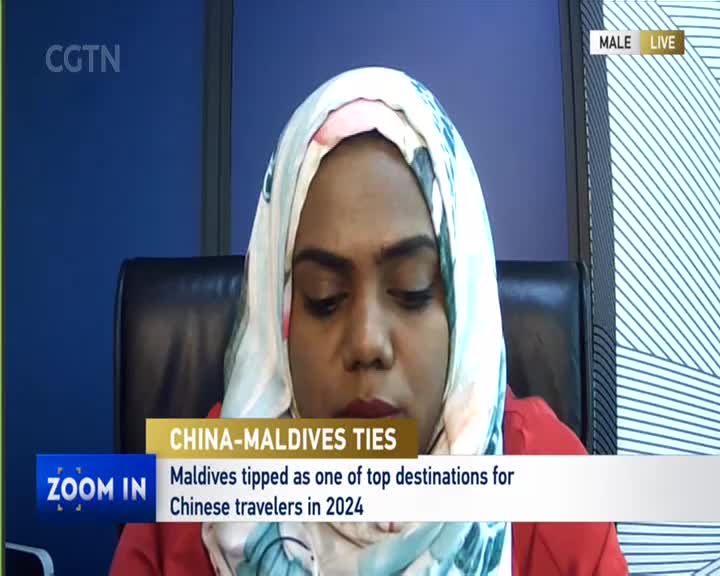 CGTN
MALE LIVE
CHINA-MALDIVES TIES
ZOOM IN
Maldives tipped as one of top destinations for
Chinese travelers in 2024